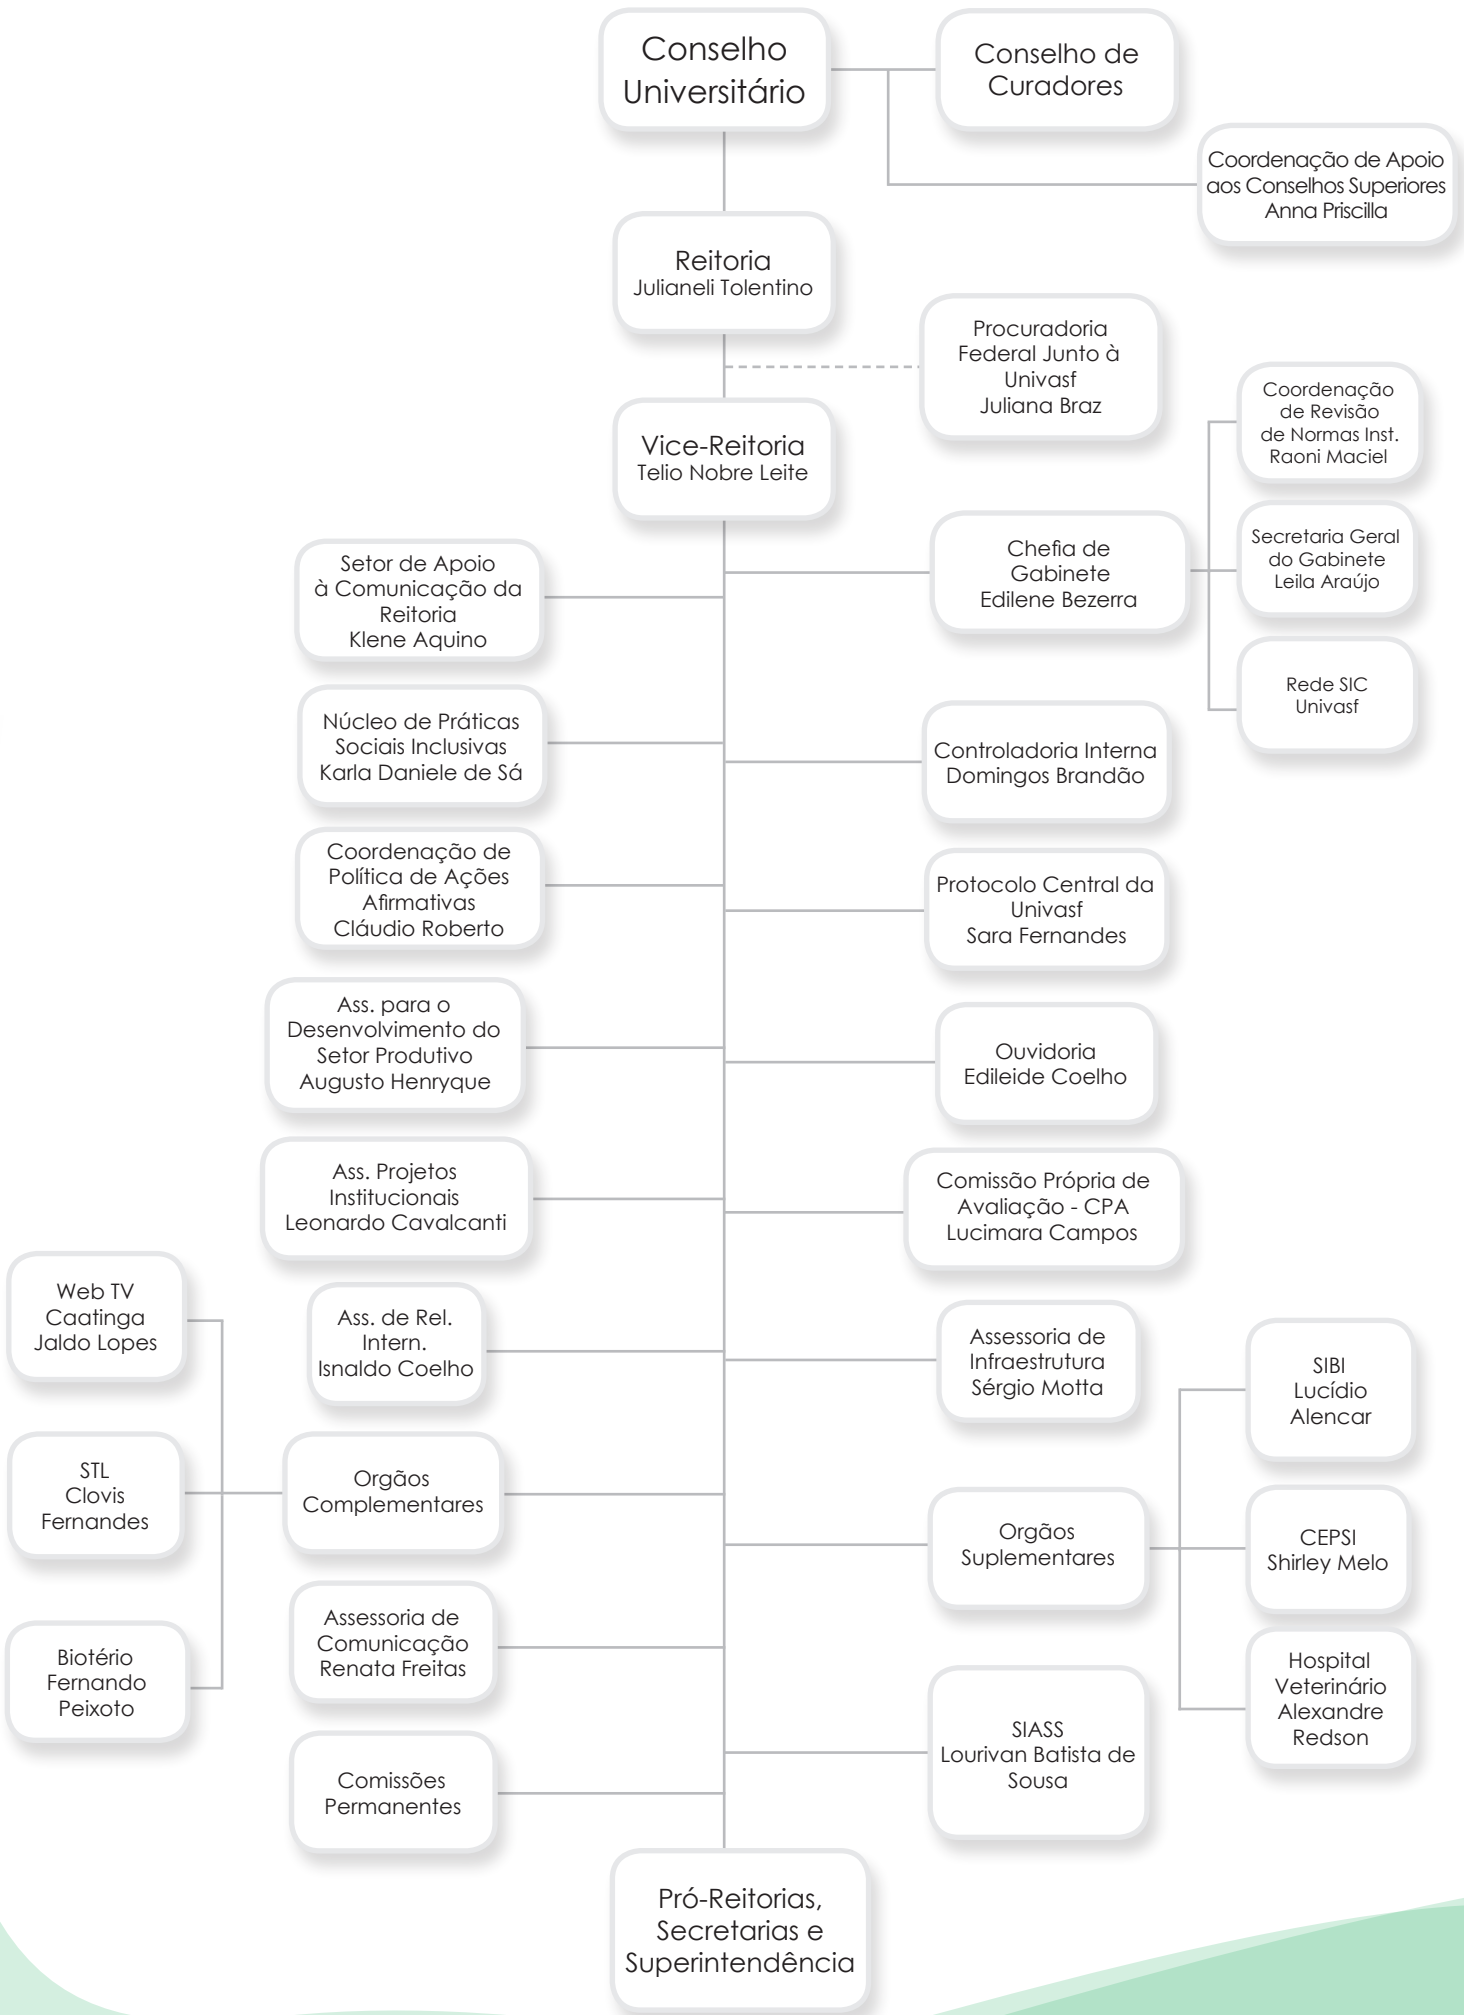 Conselho
Universitário
Conselho de
Curadores
Coordenação de Apoio
aos Conselhos Superiores
Anna Priscilla
Reitoria
Julianeli Tolentino
Procuradoria
Federal Junto à
Univasf
Juliana Braz
Vice-Reitoria
Telio Nobre Leite
Coordenação
de Revisão
de Normas Inst.
Raoni Maciel
Chefia de
Gabinete
Edilene Bezerra
Secretaria Geral
do Gabinete
Leila Araújo
Rede SIC
Univasf
Setor de Apoio
à Comunicação da
Reitoria
Klene Aquino
Núcleo de Práticas
Sociais Inclusivas
Karla Daniele de Sá
Controladoria Interna
Domingos Brandão
Coordenação de
Política de Ações
Afirmativas
Cláudio Roberto
Protocolo Central da
Univasf
Sara Fernandes
Ass. para o
Desenvolvimento do
Setor Produtivo
Augusto Henryque
Ouvidoria
Edileide Coelho
Ass. Projetos
Institucionais
Leonardo Cavalcanti
Comissão Própria de
Avaliação - CPA
Lucimara Campos
Web TV
Caatinga
Jaldo Lopes
Ass. de Rel.
Intern.
Isnaldo Coelho
Assessoria de
Infraestrutura
Sérgio Motta
SIBI
Lucídio
Alencar
STL
Clovis
Fernandes
Orgãos
Complementares
Orgãos
Suplementares
CEPSI
Shirley Melo
Biotério
Fernando
Peixoto
Assessoria de
Comunicação
Renata Freitas
Hospital
Veterinário
Alexandre
Redson
SIASS
Lourivan Batista de
Sousa
Comissões
Permanentes
Pró-Reitorias,
Secretarias e
Superintendência